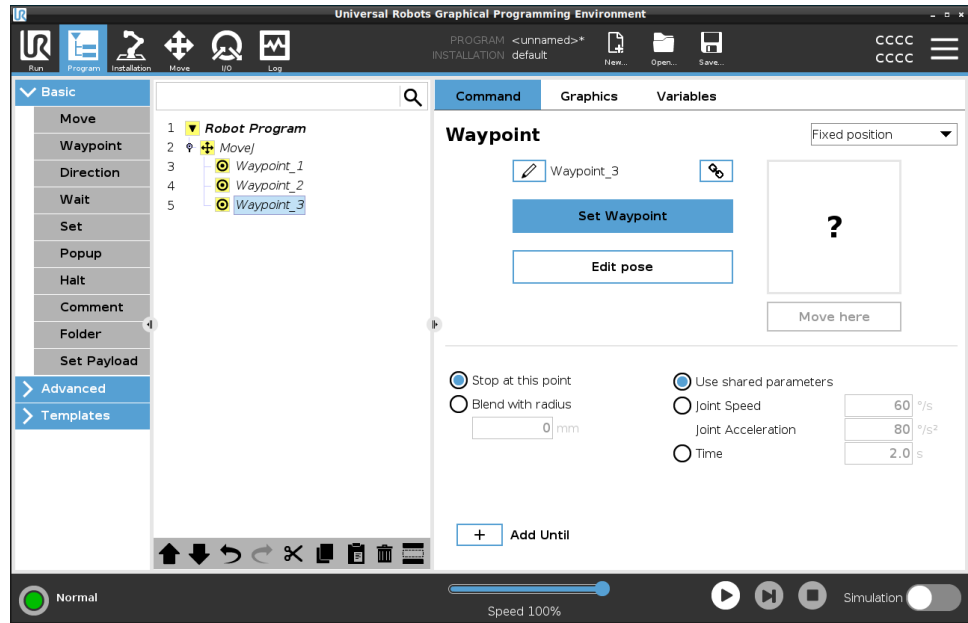 UR
Universal Robots Graphical Programming Environment
UR
Run
Program
Installation
Move
I/O
Log
PROGRAM <unnamed>*
INSTALLATION default
New...
Open...
Save...
CCCC
CCCC
Basic
Move
Waypoint
Direction
Wait
Set
Popup
Halt
Comment
Folder
Set Payload
Advanced
Templates
1 Robot Program
2 MoveJ
3 Waypoint_1
4 Waypoint_2
5 Waypoint_3
Command Graphics Variables
Waypoint
Fixed position
Waypoint_3
Set Waypoint
Edit pose
?
Move here
Stop at this point
Blend with radius
0 mm
Use shared parameters
Joint Speed 60 °/s
Joint Acceleration 80 °/s²
Time 2.0 s
+ Add Until
Normal
Speed 100%
Simulation